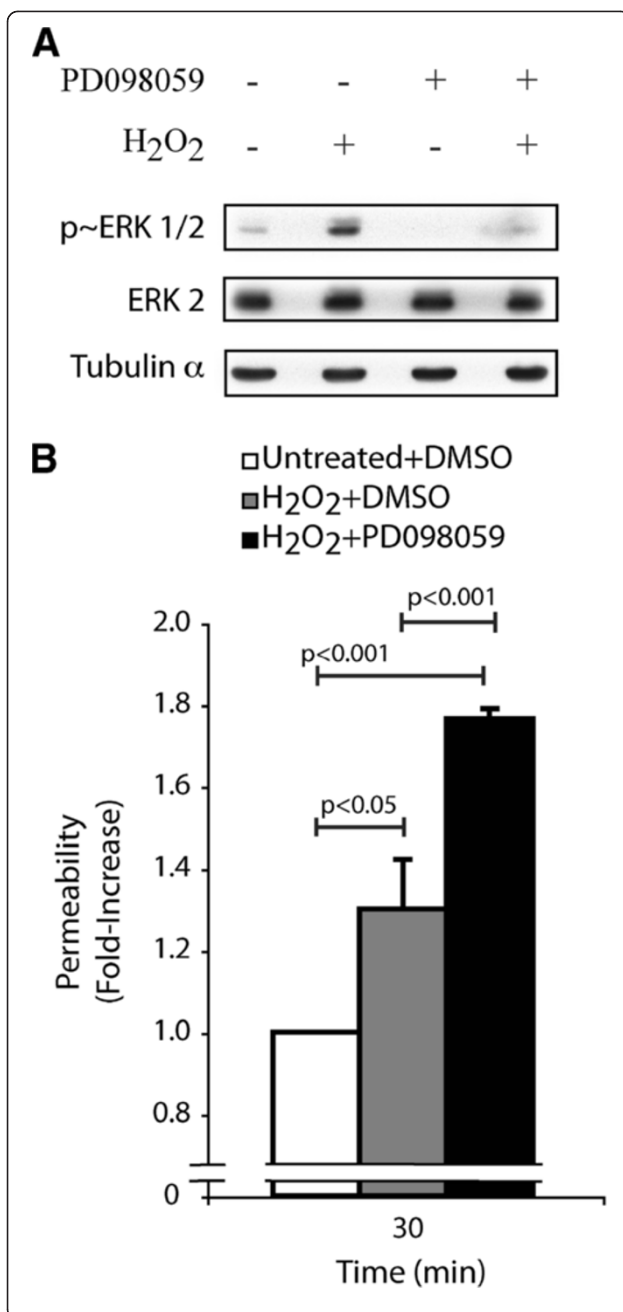 A
PD098059 - - + +
H₂O₂ - + - +
p~ERK 1/2
ERK 2
Tubulin α
B
Untreated+DMSO
H₂O₂+DMSO
H₂O₂+PD098059
p<0.001
p<0.001
p<0.05
Permeability
(Fold-Increase)
2.0
1.8
1.6
1.4
1.2
1.0
0.8
0
30
Time (min)